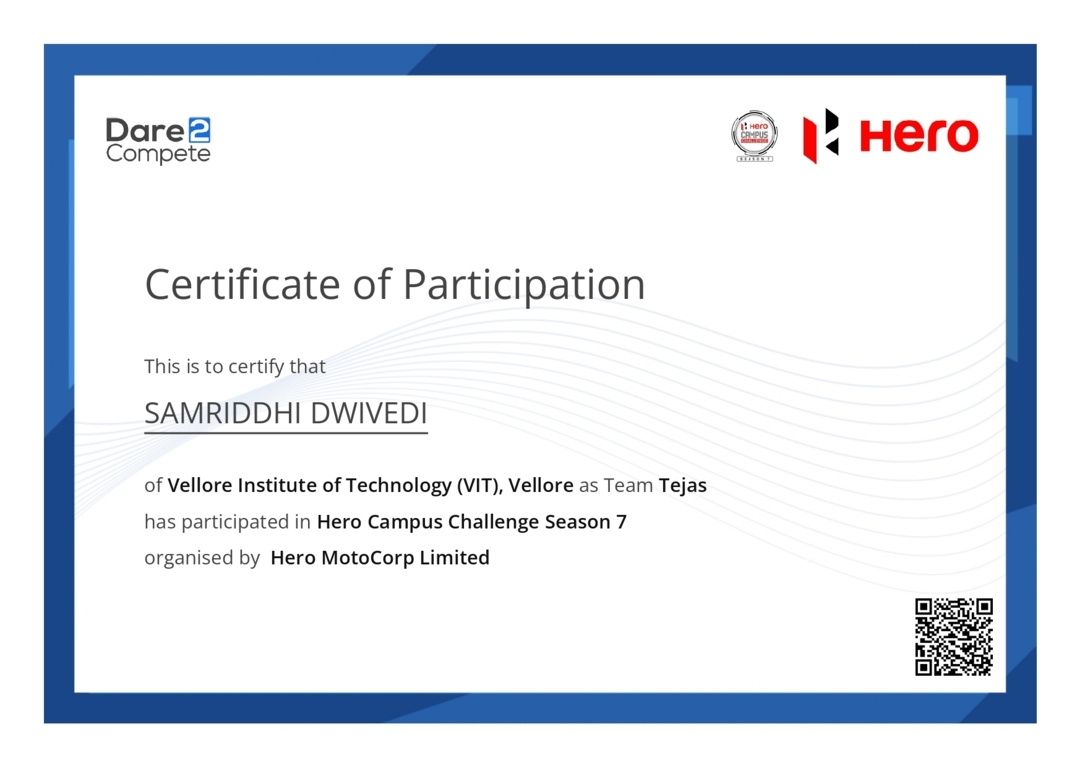 Dare2
Compete
Hero
CAMPUS
CHALLENGE
SEASON 7
Hero
Certificate of Participation
This is to certify that
SAMRIDDHI DWIVEDI
of Vellore Institute of Technology (VIT), Vellore as Team Tejas
has participated in Hero Campus Challenge Season 7
organised by Hero MotoCorp Limited